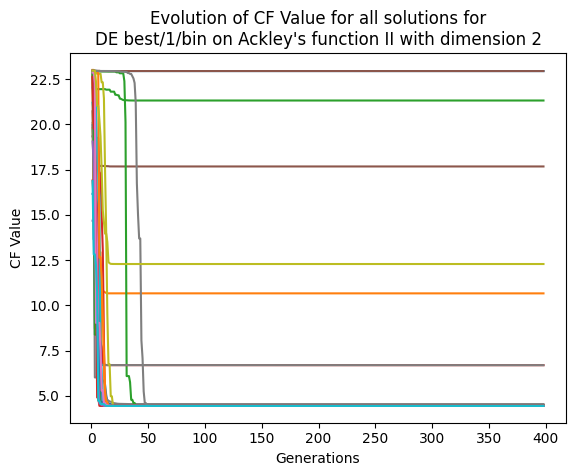 Evolution of CF Value for all solutions for
DE best/1/bin on Ackley's function II with dimension 2
CF Value
22.5
20.0
17.5
15.0
12.5
10.0
7.5
5.0
0 50 100 150 200 250 300 350 400
Generations